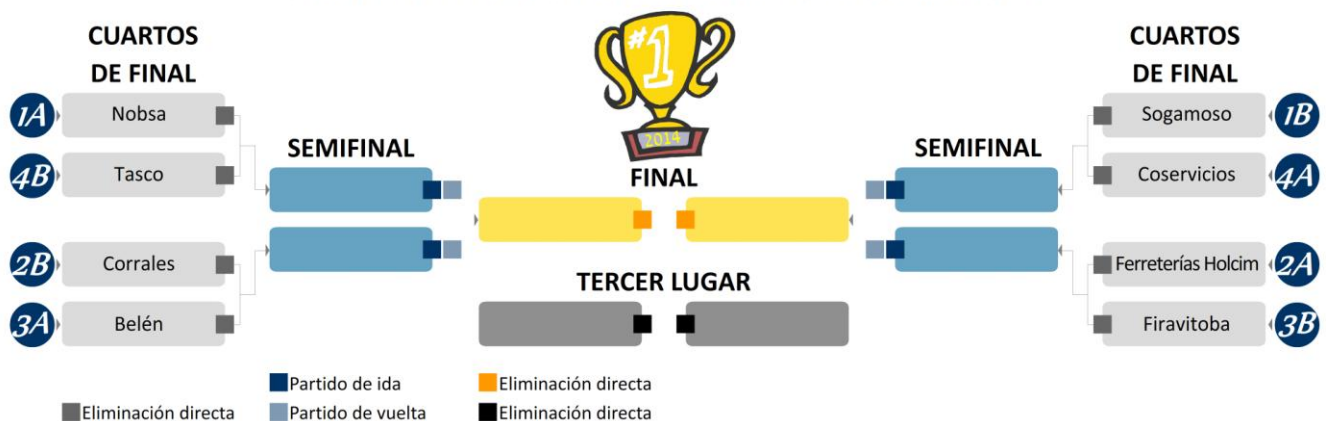 CUARTOS
DE FINAL
1A Nobsa
4B Tasco
2B Corrales
3A Belén
SEMIFINAL
#1
2014
FINAL
TERCER LUGAR
SEMIFINAL
CUARTOS
DE FINAL
Sogamoso 1B
Coservicios 4A
Ferreterías Holcim 2A
Firavitoba 3B
Partido de ida
Eliminación directa
Eliminación directa
Partido de vuelta
Eliminación directa